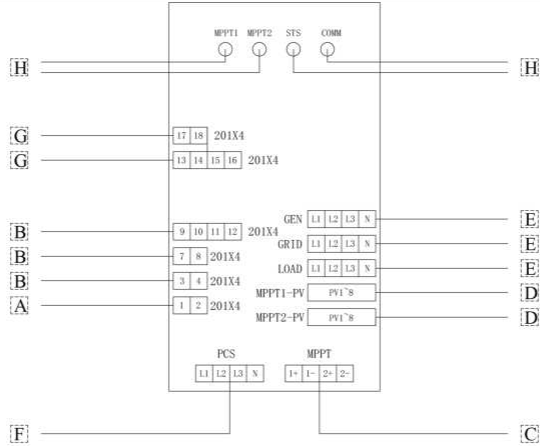 MPPT1 MPPT2 STS COMM
H H
G 17 18 201X4
G 13 14 15 16 201X4
GEN L1 L2 L3 N E
B 9 10 11 12 201X4
GRID L1 L2 L3 N E
B 7 8 201X4
LOAD L1 L2 L3 N E
B 3 4 201X4
MPPT1-PV PV1~8 D
A 1 2 201X4
MPPT2-PV PV1~8 D
PCS MPPT
L1 L2 L3 N 1+ 1- 2+ 2-
F C